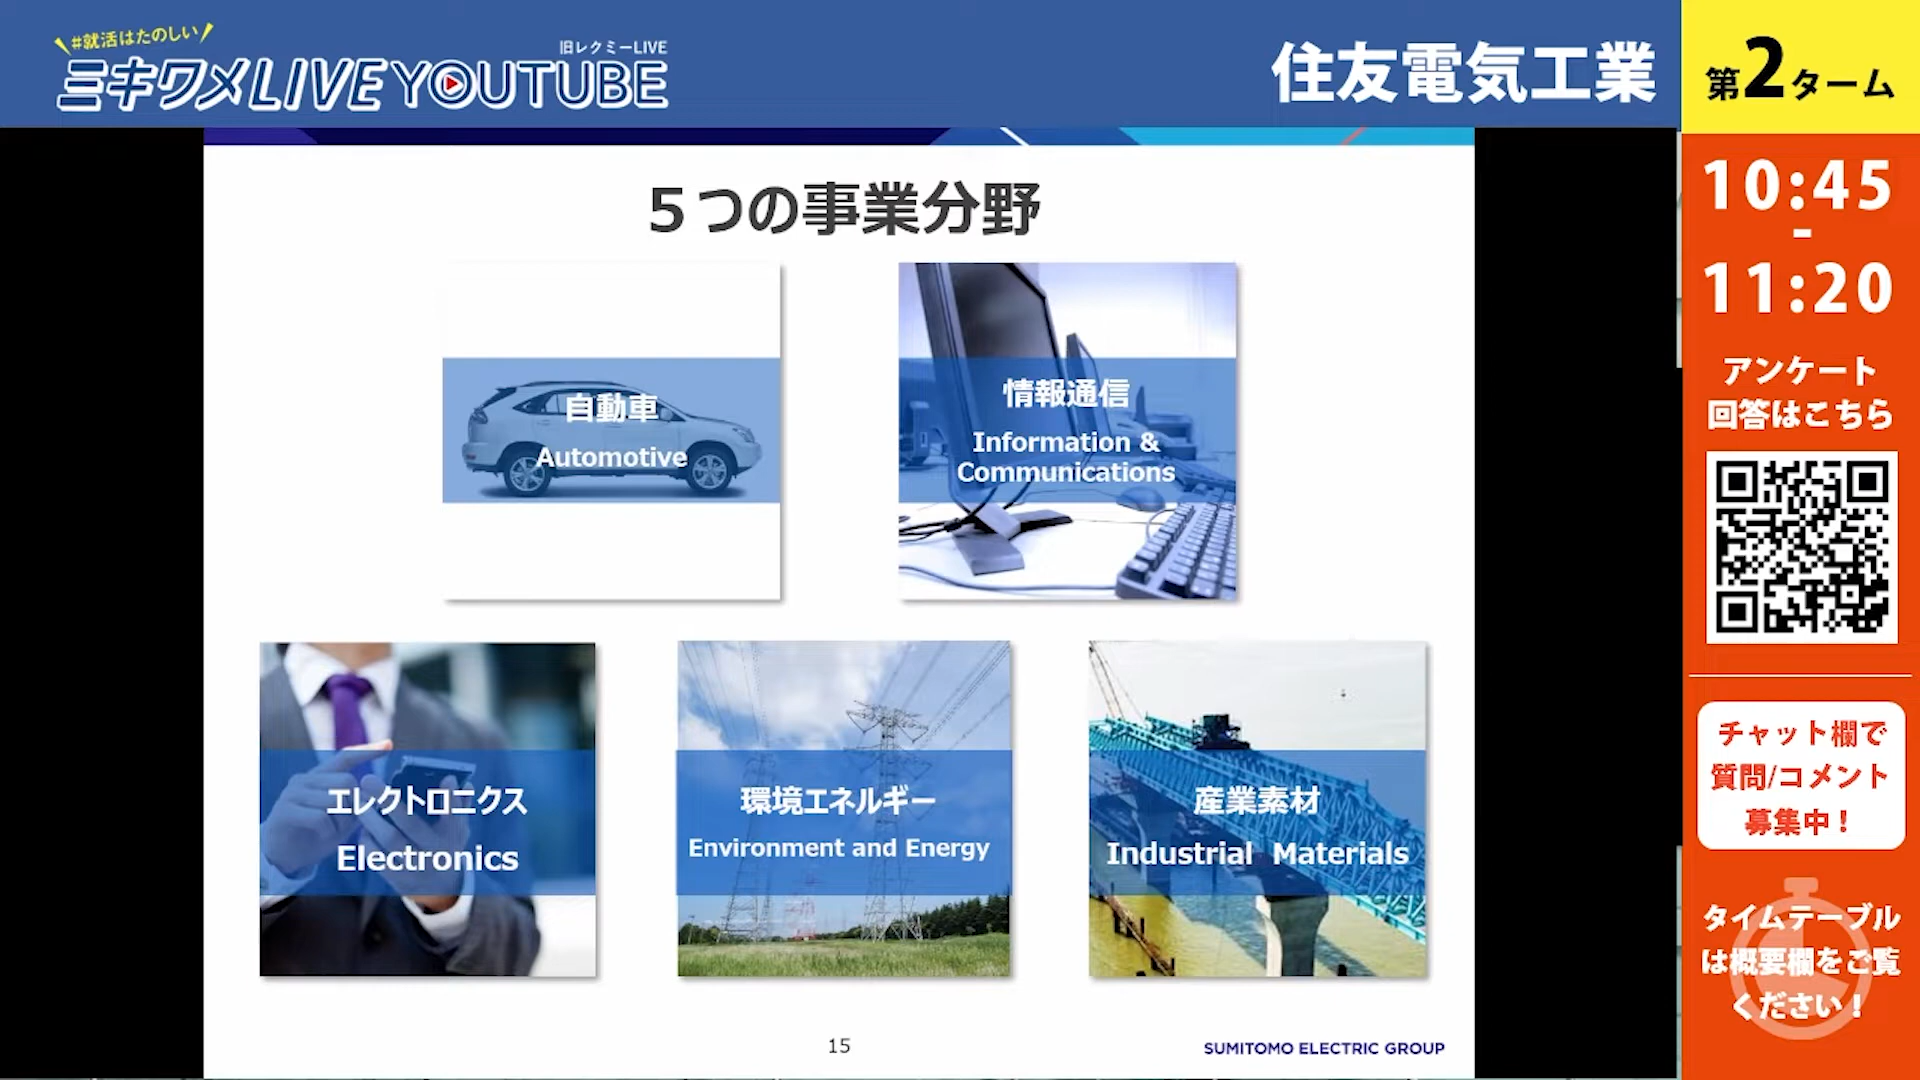 #就活はたのしい
旧レクミーLIVE
ミキワメLIVE YOUTUBE
住友電気工業
第2ターム
5つの事業分野
自動車
Automotive
情報通信
Information &
Communications
エレクトロニクス
Electronics
環境エネルギー
Environment and Energy
産業素材
Industrial Materials
15
SUMITOMO ELECTRIC GROUP
10:45
-
11:20
アンケート
回答はこちら
チャット欄で
質問/コメント
募集中！
タイムテーブル
は概要欄をご覧
ください！